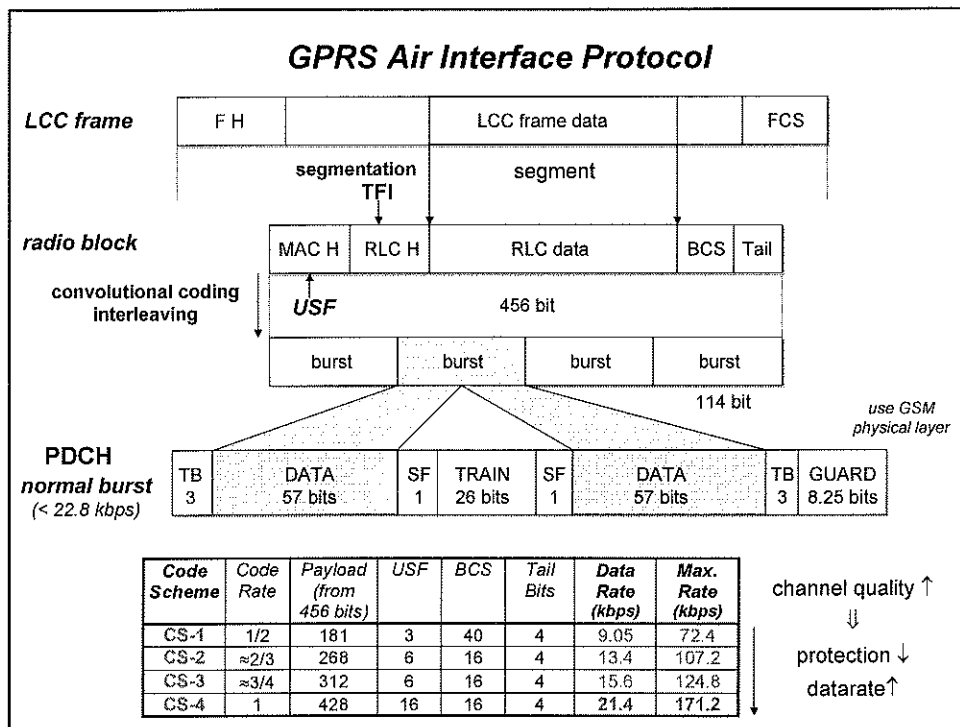 GPRS Air Interface Protocol
LCC frame
F H
LCC frame data
FCS
segmentation
TFI
segment
radio block
MAC H
RLC H
RLC data
BCS
Tail
convolutional coding
interleaving
USF
456 bit
burst
burst
burst
burst
114 bit
use GSM
physical layer
PDCH
normal burst
(< 22.8 kbps)
TB
3
DATA
57 bits
SF
1
TRAIN
26 bits
SF
1
DATA
57 bits
TB
3
GUARD
8.25 bits
Code Scheme Code Rate Payload (from 456 bits) USF BCS Tail Bits Data Rate (kbps) Max. Rate (kbps)
CS-1 1/2 181 3 40 4 9.05 72.4
CS-2 ≈2/3 268 6 16 4 13.4 107.2
CS-3 ≈3/4 312 6 16 4 15.6 124.8
CS-4 1 428 16 16 4 21.4 171.2
channel quality ↑
⇓
protection ↓
datarate↑